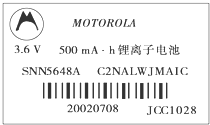 MOTOROLA
3.6 V 500 mA·h 锂离子电池
SNN5648A C2NALWJMAIC
20020708 JCC1028